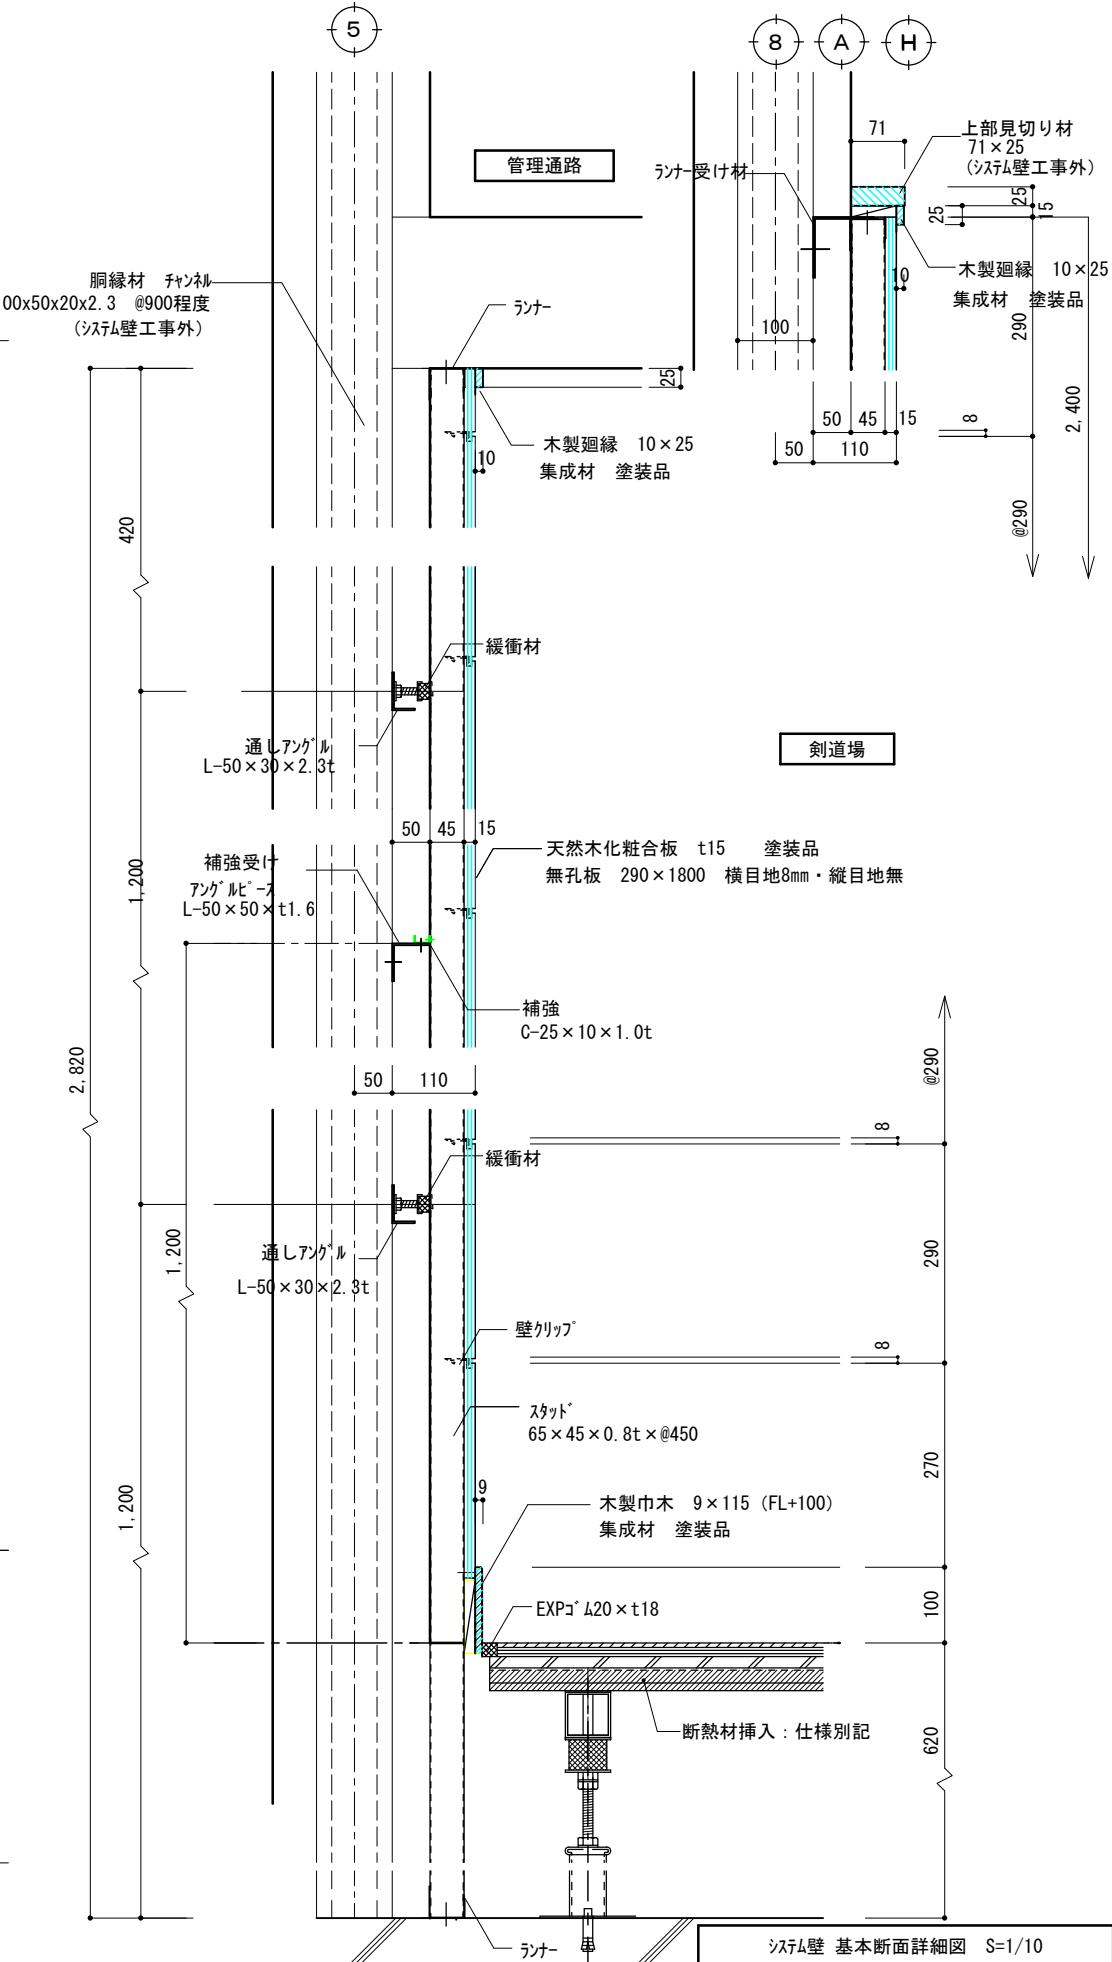 5
8
A
H
管理通路
71
上部見切り材
71×25
(ｼｽﾃﾑ壁工事外)
ﾗﾝﾅｰ受け材
25
25
15
10
木製廻縁 10×25
集成材 塗装品
290
100
50
45
15
50
110
8
2,400
@290
胴縁材 ﾁｬﾝﾈﾙ
00x50x20x2.3 @900程度
(ｼｽﾃﾑ壁工事外)
ﾗﾝﾅｰ
25
木製廻縁 10×25
集成材 塗装品
10
420
緩衝材
通しｱﾝｸﾞﾙ
L-50×30×2.3t
剣道場
50
45
15
天然木化粧合板 t15 塗装品
無孔板 290×1800 横目地8mm・縦目地無
1,200
補強受け
ｱﾝｸﾞﾙﾋﾟｰｽ
L-50×50×t1.6
補強
C-25×10×1.0t
2,820
50
110
@290
8
緩衝材
1,200
通しｱﾝｸﾞﾙ
L-50×30×2.3t
290
壁ｸﾘｯﾌﾟ
8
ｽﾀｯﾄﾞ
65×45×0.8t×@450
270
1,200
9
木製巾木 9×115 (FL+100)
集成材 塗装品
EXPｺﾞﾑ20×t18
100
断熱材挿入：仕様別記
620
ﾗﾝﾅｰ
ｼｽﾃﾑ壁 基本断面詳細図 S=1/10